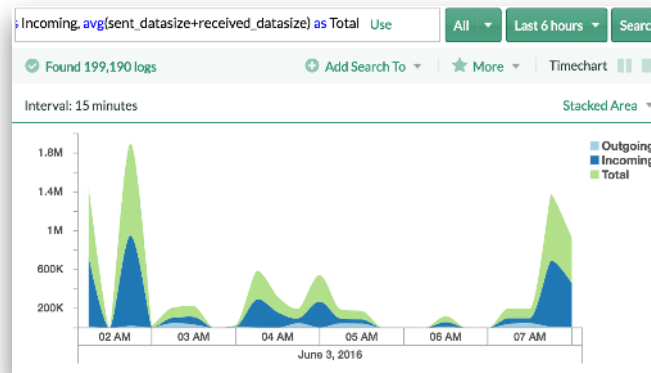 s Incoming, avg(sent_datasize+received_datasize) as Total Use
All Last 6 hours Search
Found 199,190 logs Add Search To More Timechart
Interval: 15 minutes Stacked Area
1.8M
1.4M
1M
600K
200K
Outgoing
Incoming
Total
02 AM 03 AM 04 AM 05 AM 06 AM 07 AM
June 3, 2016